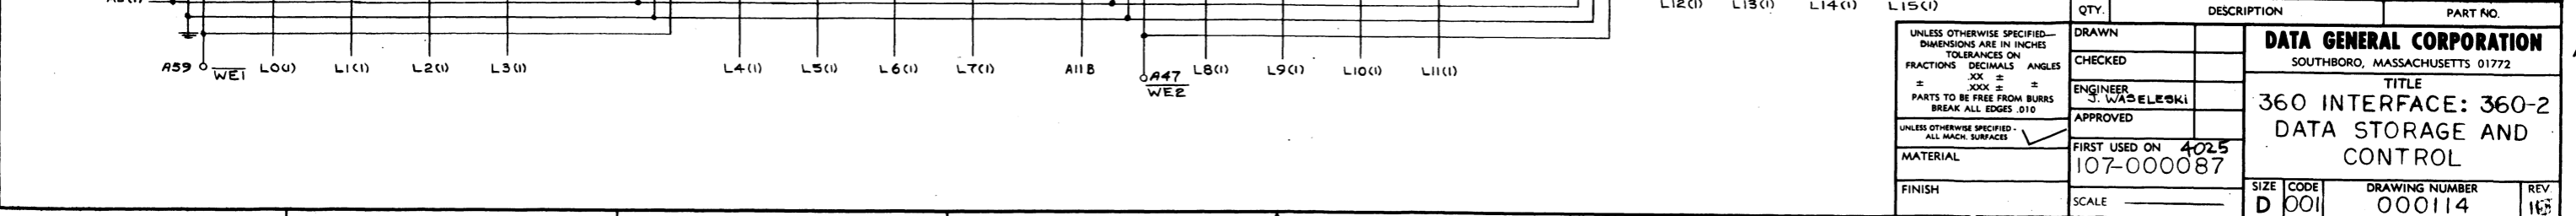 L12(1) L13(1) L14(1) L15(1)
A59 WE1 L0(1) L1(1) L2(1) L3(1) L4(1) L5(1) L6(1) L7(1) A11B A47 L8(1) L9(1) L10(1) L11(1)
WE2
QTY. DESCRIPTION PART NO.
UNLESS OTHERWISE SPECIFIED—
DIMENSIONS ARE IN INCHES
TOLERANCES ON
FRACTIONS DECIMALS ANGLES
.XX ±
± .XXX ± ±
PARTS TO BE FREE FROM BURRS
BREAK ALL EDGES .010
UNLESS OTHERWISE SPECIFIED -
ALL MACH. SURFACES
MATERIAL
FINISH
DRAWN
CHECKED
ENGINEER
J. WASELESKI
APPROVED
FIRST USED ON 4025
107-000087
SCALE
DATA GENERAL CORPORATION
SOUTHBORO, MASSACHUSETTS 01772
TITLE
360 INTERFACE: 360-2
DATA STORAGE AND
CONTROL
SIZE CODE DRAWING NUMBER REV.
D 001 000114